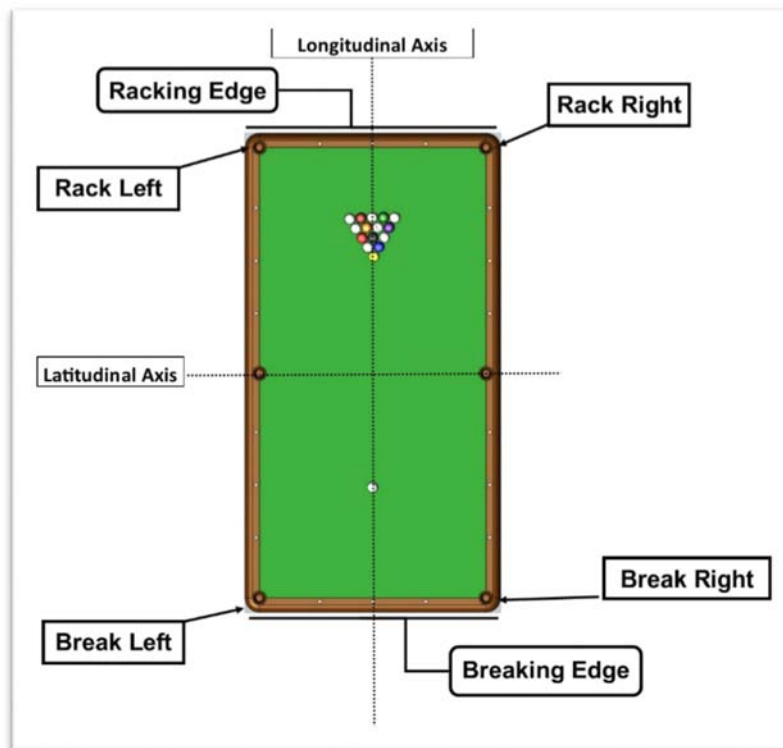 Longitudinal Axis
Racking Edge
Rack Right
Rack Left
Latitudinal Axis
Break Right
Break Left
Breaking Edge